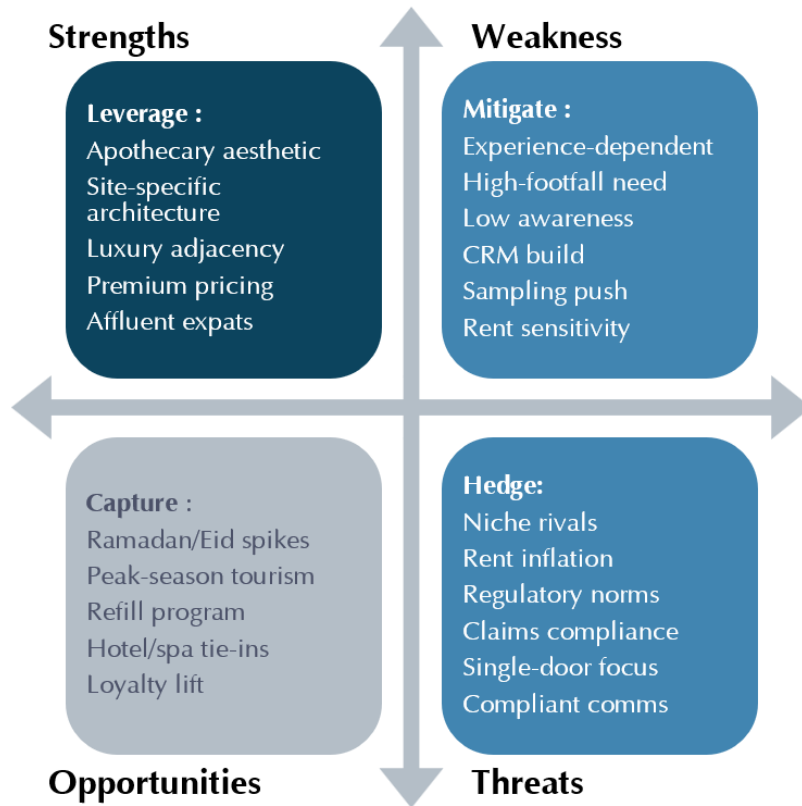 Strengths
Leverage :
Apothecary aesthetic
Site-specific
architecture
Luxury adjacency
Premium pricing
Affluent expats
Weakness
Mitigate :
Experience-dependent
High-footfall need
Low awareness
CRM build
Sampling push
Rent sensitivity
Capture :
Ramadan/Eid spikes
Peak-season tourism
Refill program
Hotel/spa tie-ins
Loyalty lift
Opportunities
Hedge:
Niche rivals
Rent inflation
Regulatory norms
Claims compliance
Single-door focus
Compliant comms
Threats